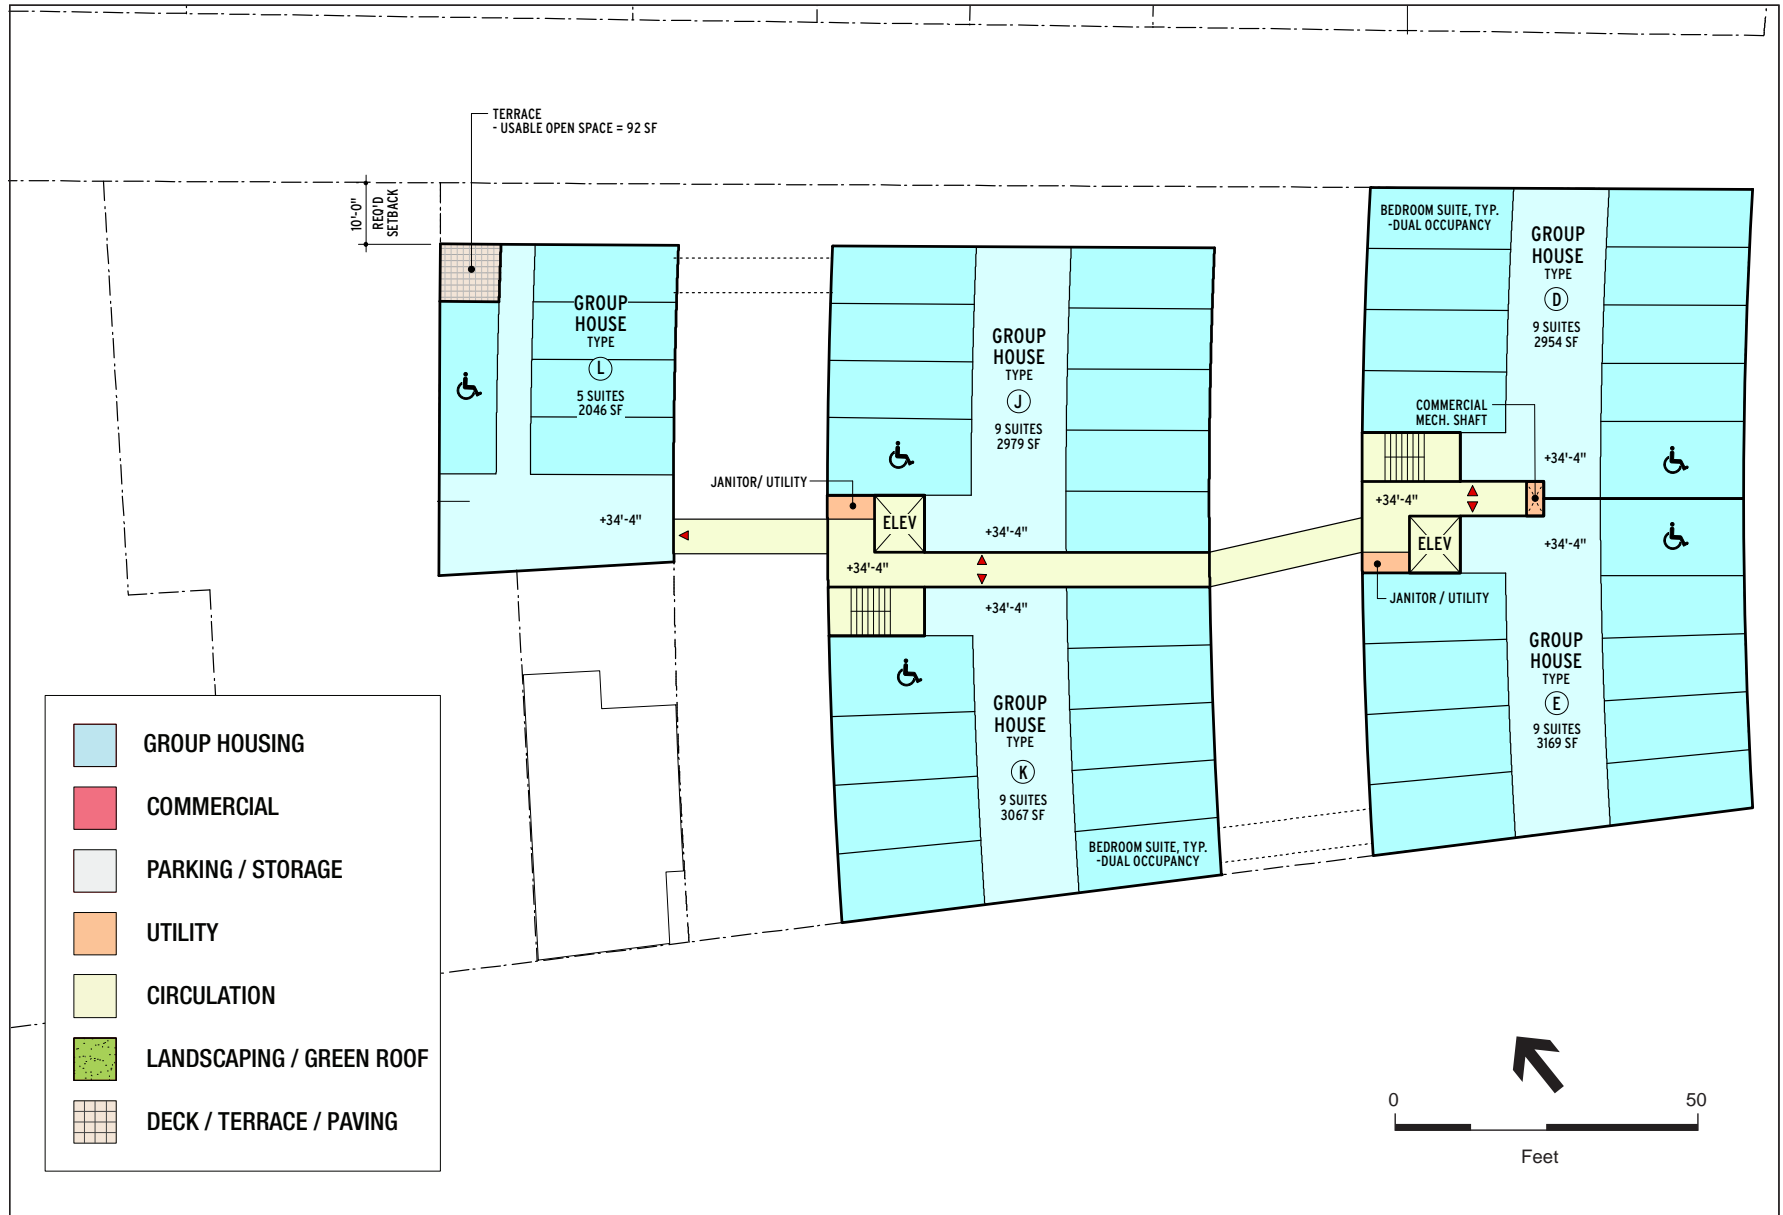 TERRACE
- USABLE OPEN SPACE = 92 SF
10'-0"
REQ'D
SETBACK
GROUP
HOUSE
TYPE
L
5 SUITES
2046 SF
+34'-4"
JANITOR/ UTILITY
ELEV
+34'-4"
GROUP
HOUSE
TYPE
J
9 SUITES
2979 SF
+34'-4"
+34'-4"
GROUP
HOUSE
TYPE
K
9 SUITES
3067 SF
BEDROOM SUITE, TYP.
-DUAL OCCUPANCY
BEDROOM SUITE, TYP.
-DUAL OCCUPANCY
GROUP
HOUSE
TYPE
D
9 SUITES
2954 SF
COMMERCIAL
MECH. SHAFT
+34'-4"
+34'-4"
ELEV
+34'-4"
JANITOR / UTILITY
GROUP
HOUSE
TYPE
E
9 SUITES
3169 SF
GROUP HOUSING
COMMERCIAL
PARKING / STORAGE
UTILITY
CIRCULATION
LANDSCAPING / GREEN ROOF
DECK / TERRACE / PAVING
0 50
Feet